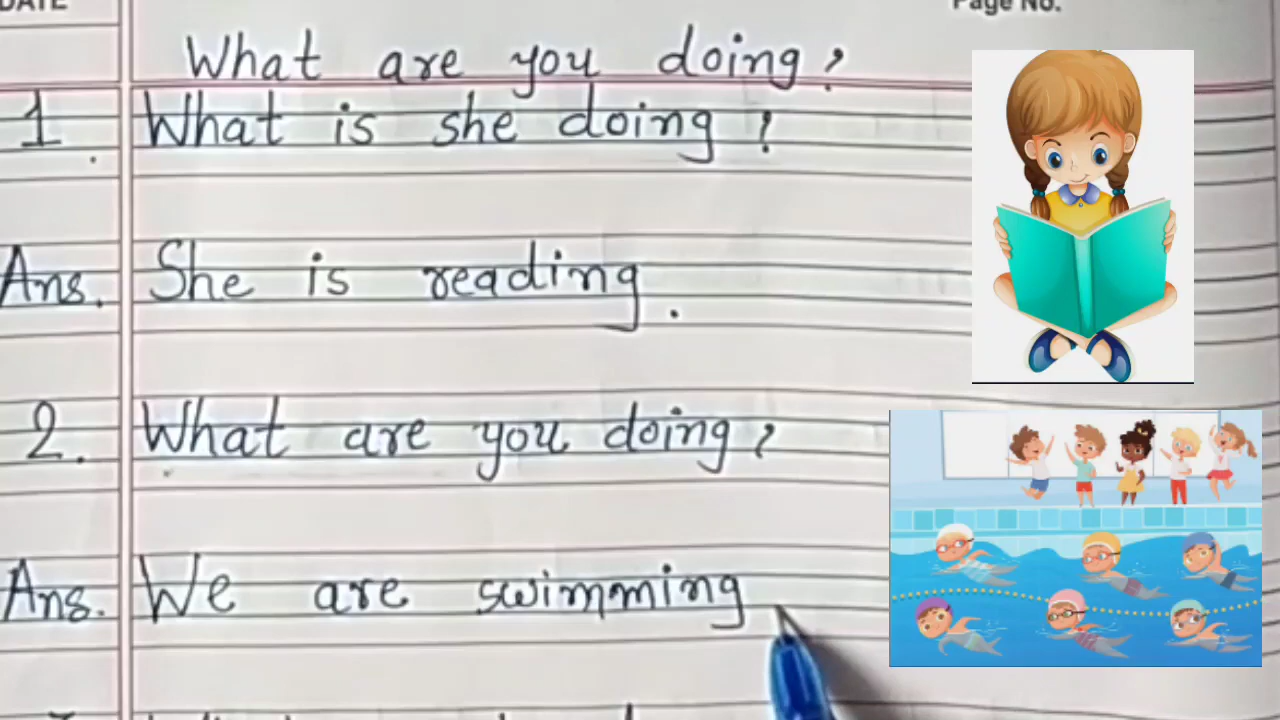 DATE
Page No.
What are you doing?
1. What is she doing?
Ans. She is reading.
2. What are you doing?
Ans. We are swimming